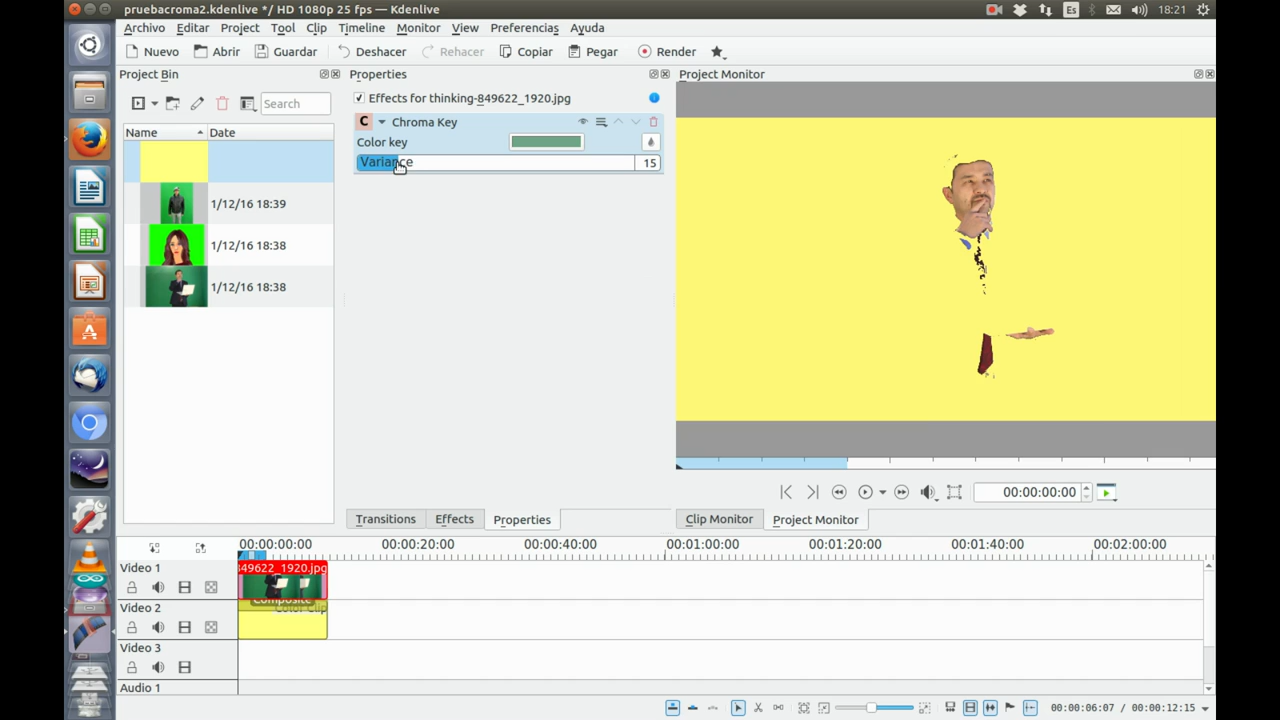 pruebacroma2.kdenlive */ HD 1080p 25 fps — Kdenlive
Es
18:21
Archivo Editar Project Tool Clip Timeline Monitor View Preferencias Ayuda
Nuevo Abrir Guardar Deshacer Rehacer Copiar Pegar Render
Project Bin
Search
Name Date
1/12/16 18:39
1/12/16 18:38
1/12/16 18:38
Properties
Effects for thinking-849622_1920.jpg
C Chroma Key
Color key
Variance 15
Transitions Effects Properties
Project Monitor
00:00:00:00
Clip Monitor Project Monitor
00:00:00:00 00:00:20:00 00:00:40:00 00:01:00:00 00:01:20:00 00:01:40:00 00:02:00:00
Video 1
849622_1920.jpg
Composite
Video 2
Color Clip
Video 3
Audio 1
00:00:06:07 / 00:00:12:15